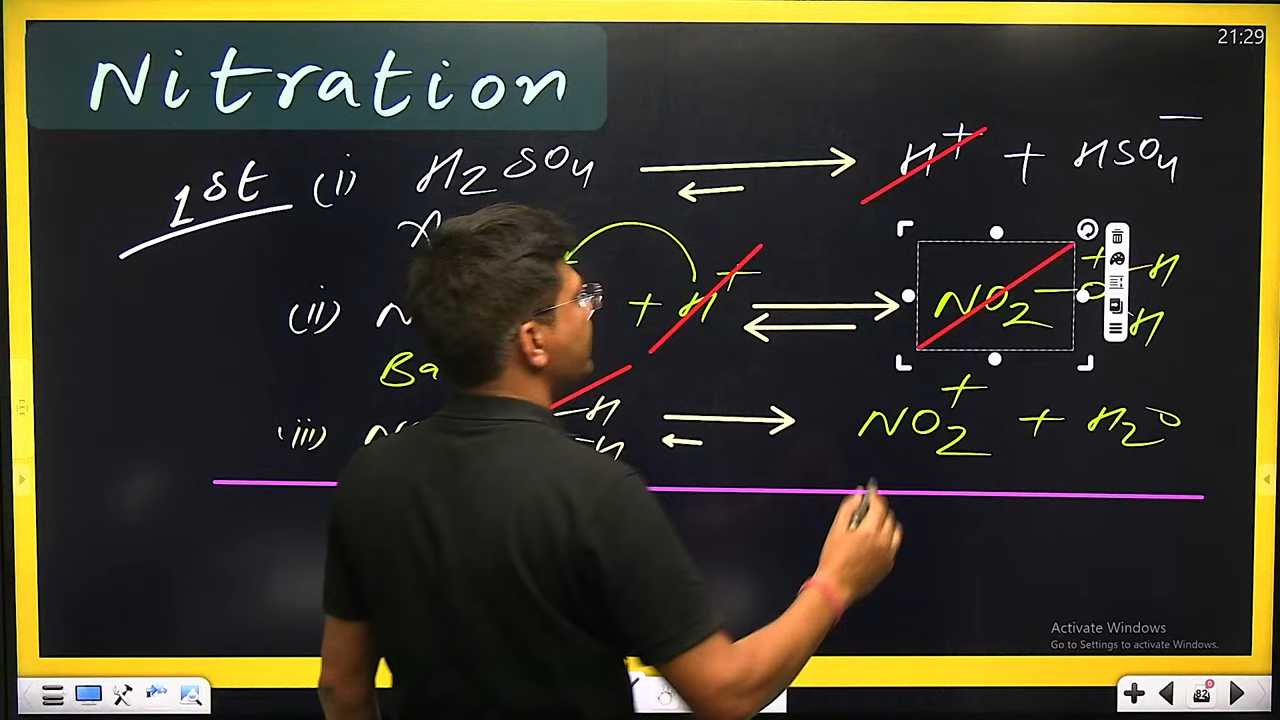 21:29
Nitration
1st (i) H2SO4 ⟶ H+ + HSO4−
(ii) N + H+ ⇌ NO2—O+—H
H
Ba
(iii) —H ⟶ NO2+ + H2O
—H
Activate Windows
Go to Settings to activate Windows.
82